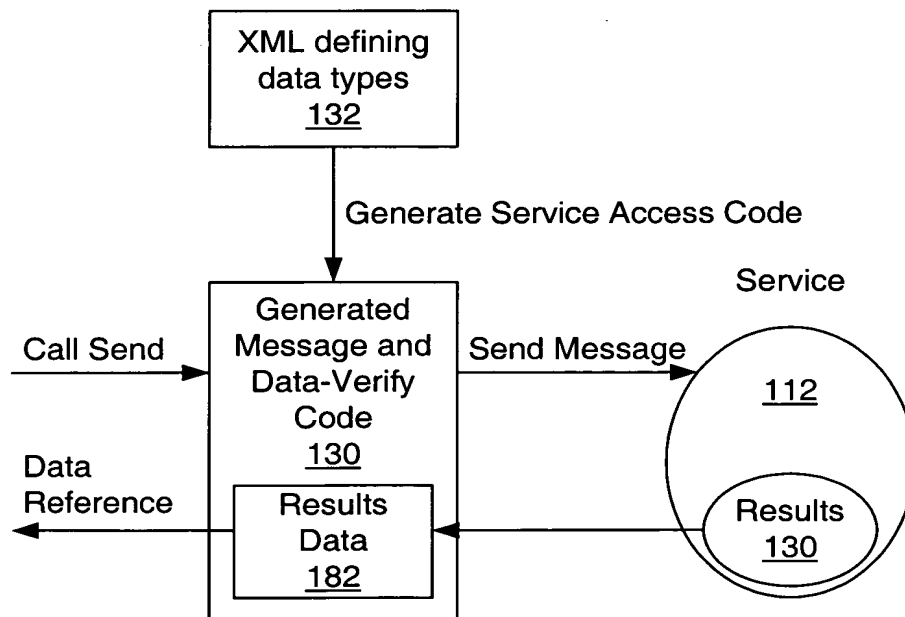 XML defining
data types
132
Generate Service Access Code
Service
Generated
Message and
Data-Verify
Code
130
Call Send
Send Message
112
Data
Reference
Results
Data
182
Results
130